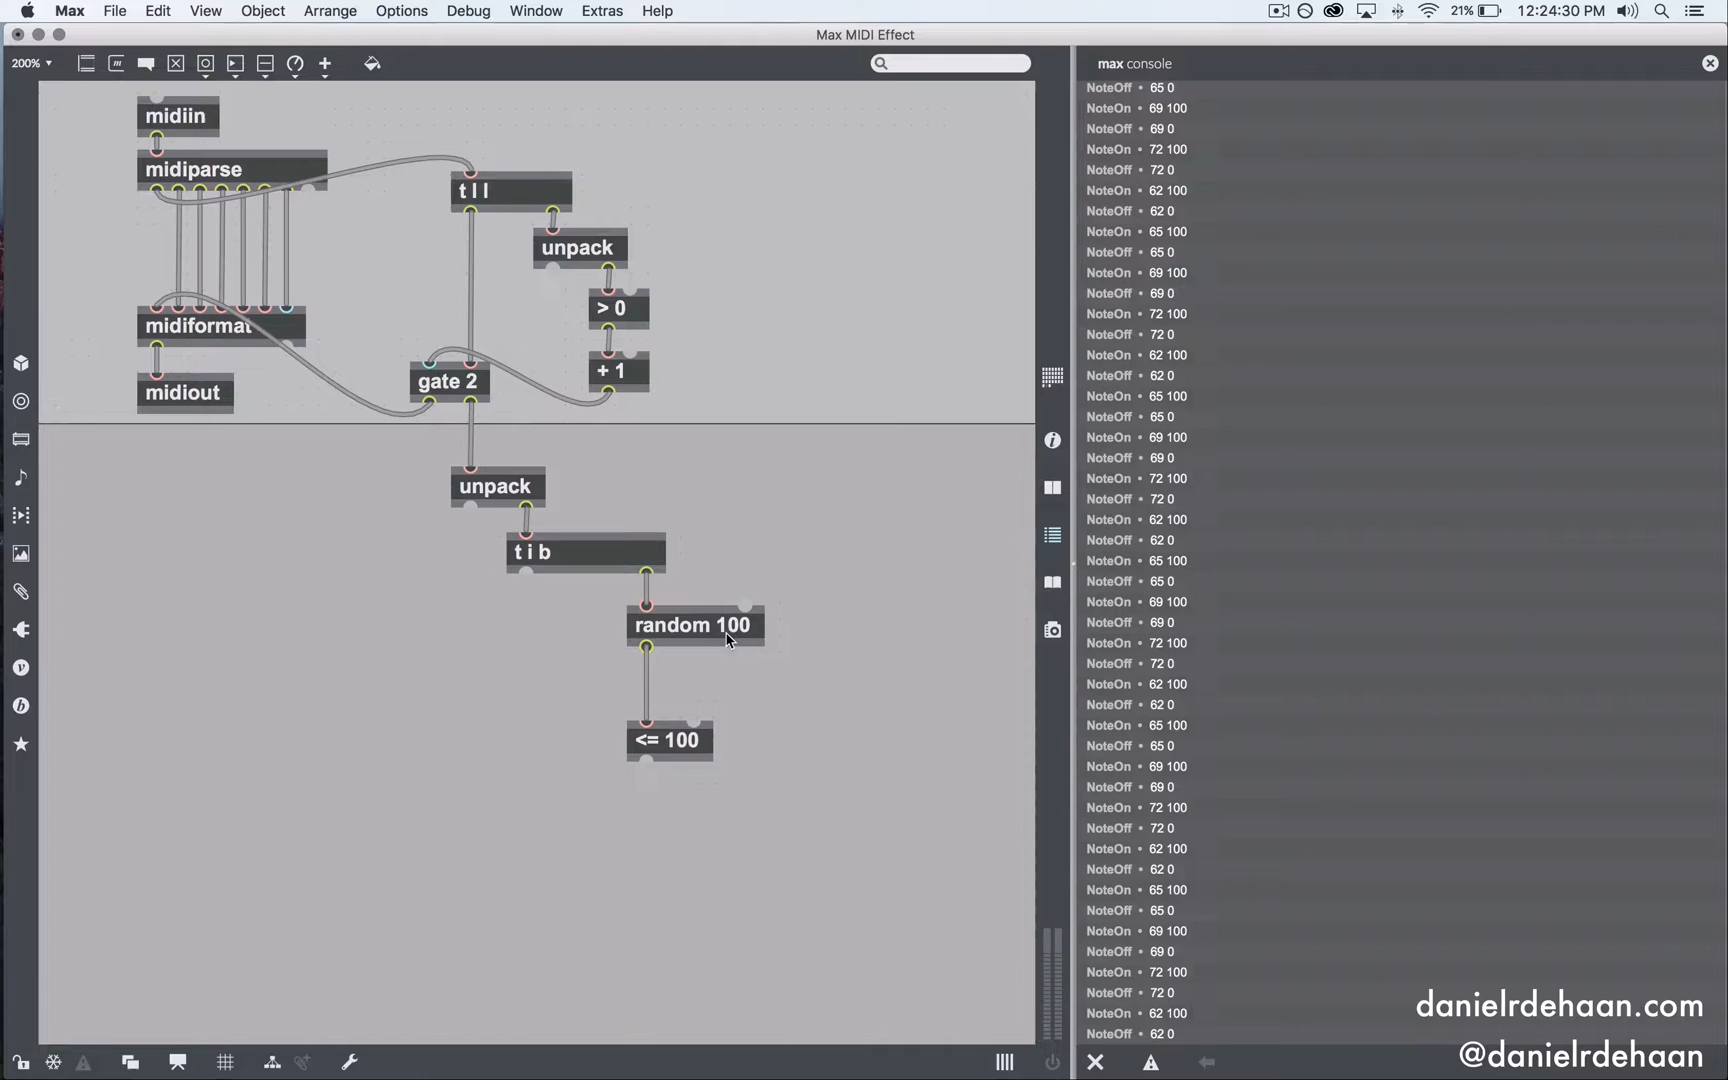 Max File Edit View Object Arrange Options Debug Window Extras Help 21% 12:24:30 PM
Max MIDI Effect
200%
max console
midiin
midiparse
t l l
unpack
> 0
midiformat
+ 1
gate 2
midiout
unpack
t i b
random 100
<= 100
NoteOff • 65 0
NoteOn • 69 100
NoteOff • 69 0
NoteOn • 72 100
NoteOff • 72 0
NoteOn • 62 100
NoteOff • 62 0
NoteOn • 65 100
NoteOff • 65 0
NoteOn • 69 100
NoteOff • 69 0
NoteOn • 72 100
NoteOff • 72 0
NoteOn • 62 100
NoteOff • 62 0
NoteOn • 65 100
NoteOff • 65 0
NoteOn • 69 100
NoteOff • 69 0
NoteOn • 72 100
NoteOff • 72 0
NoteOn • 62 100
NoteOff • 62 0
NoteOn • 65 100
NoteOff • 65 0
NoteOn • 69 100
NoteOff • 69 0
NoteOn • 72 100
NoteOff • 72 0
NoteOn • 62 100
NoteOff • 62 0
NoteOn • 65 100
NoteOff • 65 0
NoteOn • 69 100
NoteOff • 69 0
NoteOn • 72 100
NoteOff • 72 0
NoteOn • 62 100
NoteOff • 62 0
NoteOn • 65 100
NoteOff • 65 0
NoteOn • 69 100
NoteOff • 69 0
NoteOn • 72 100
NoteOff • 72 0
NoteOn • 62 100
NoteOff • 62 0
danielrdehaan.com
@danielrdehaan